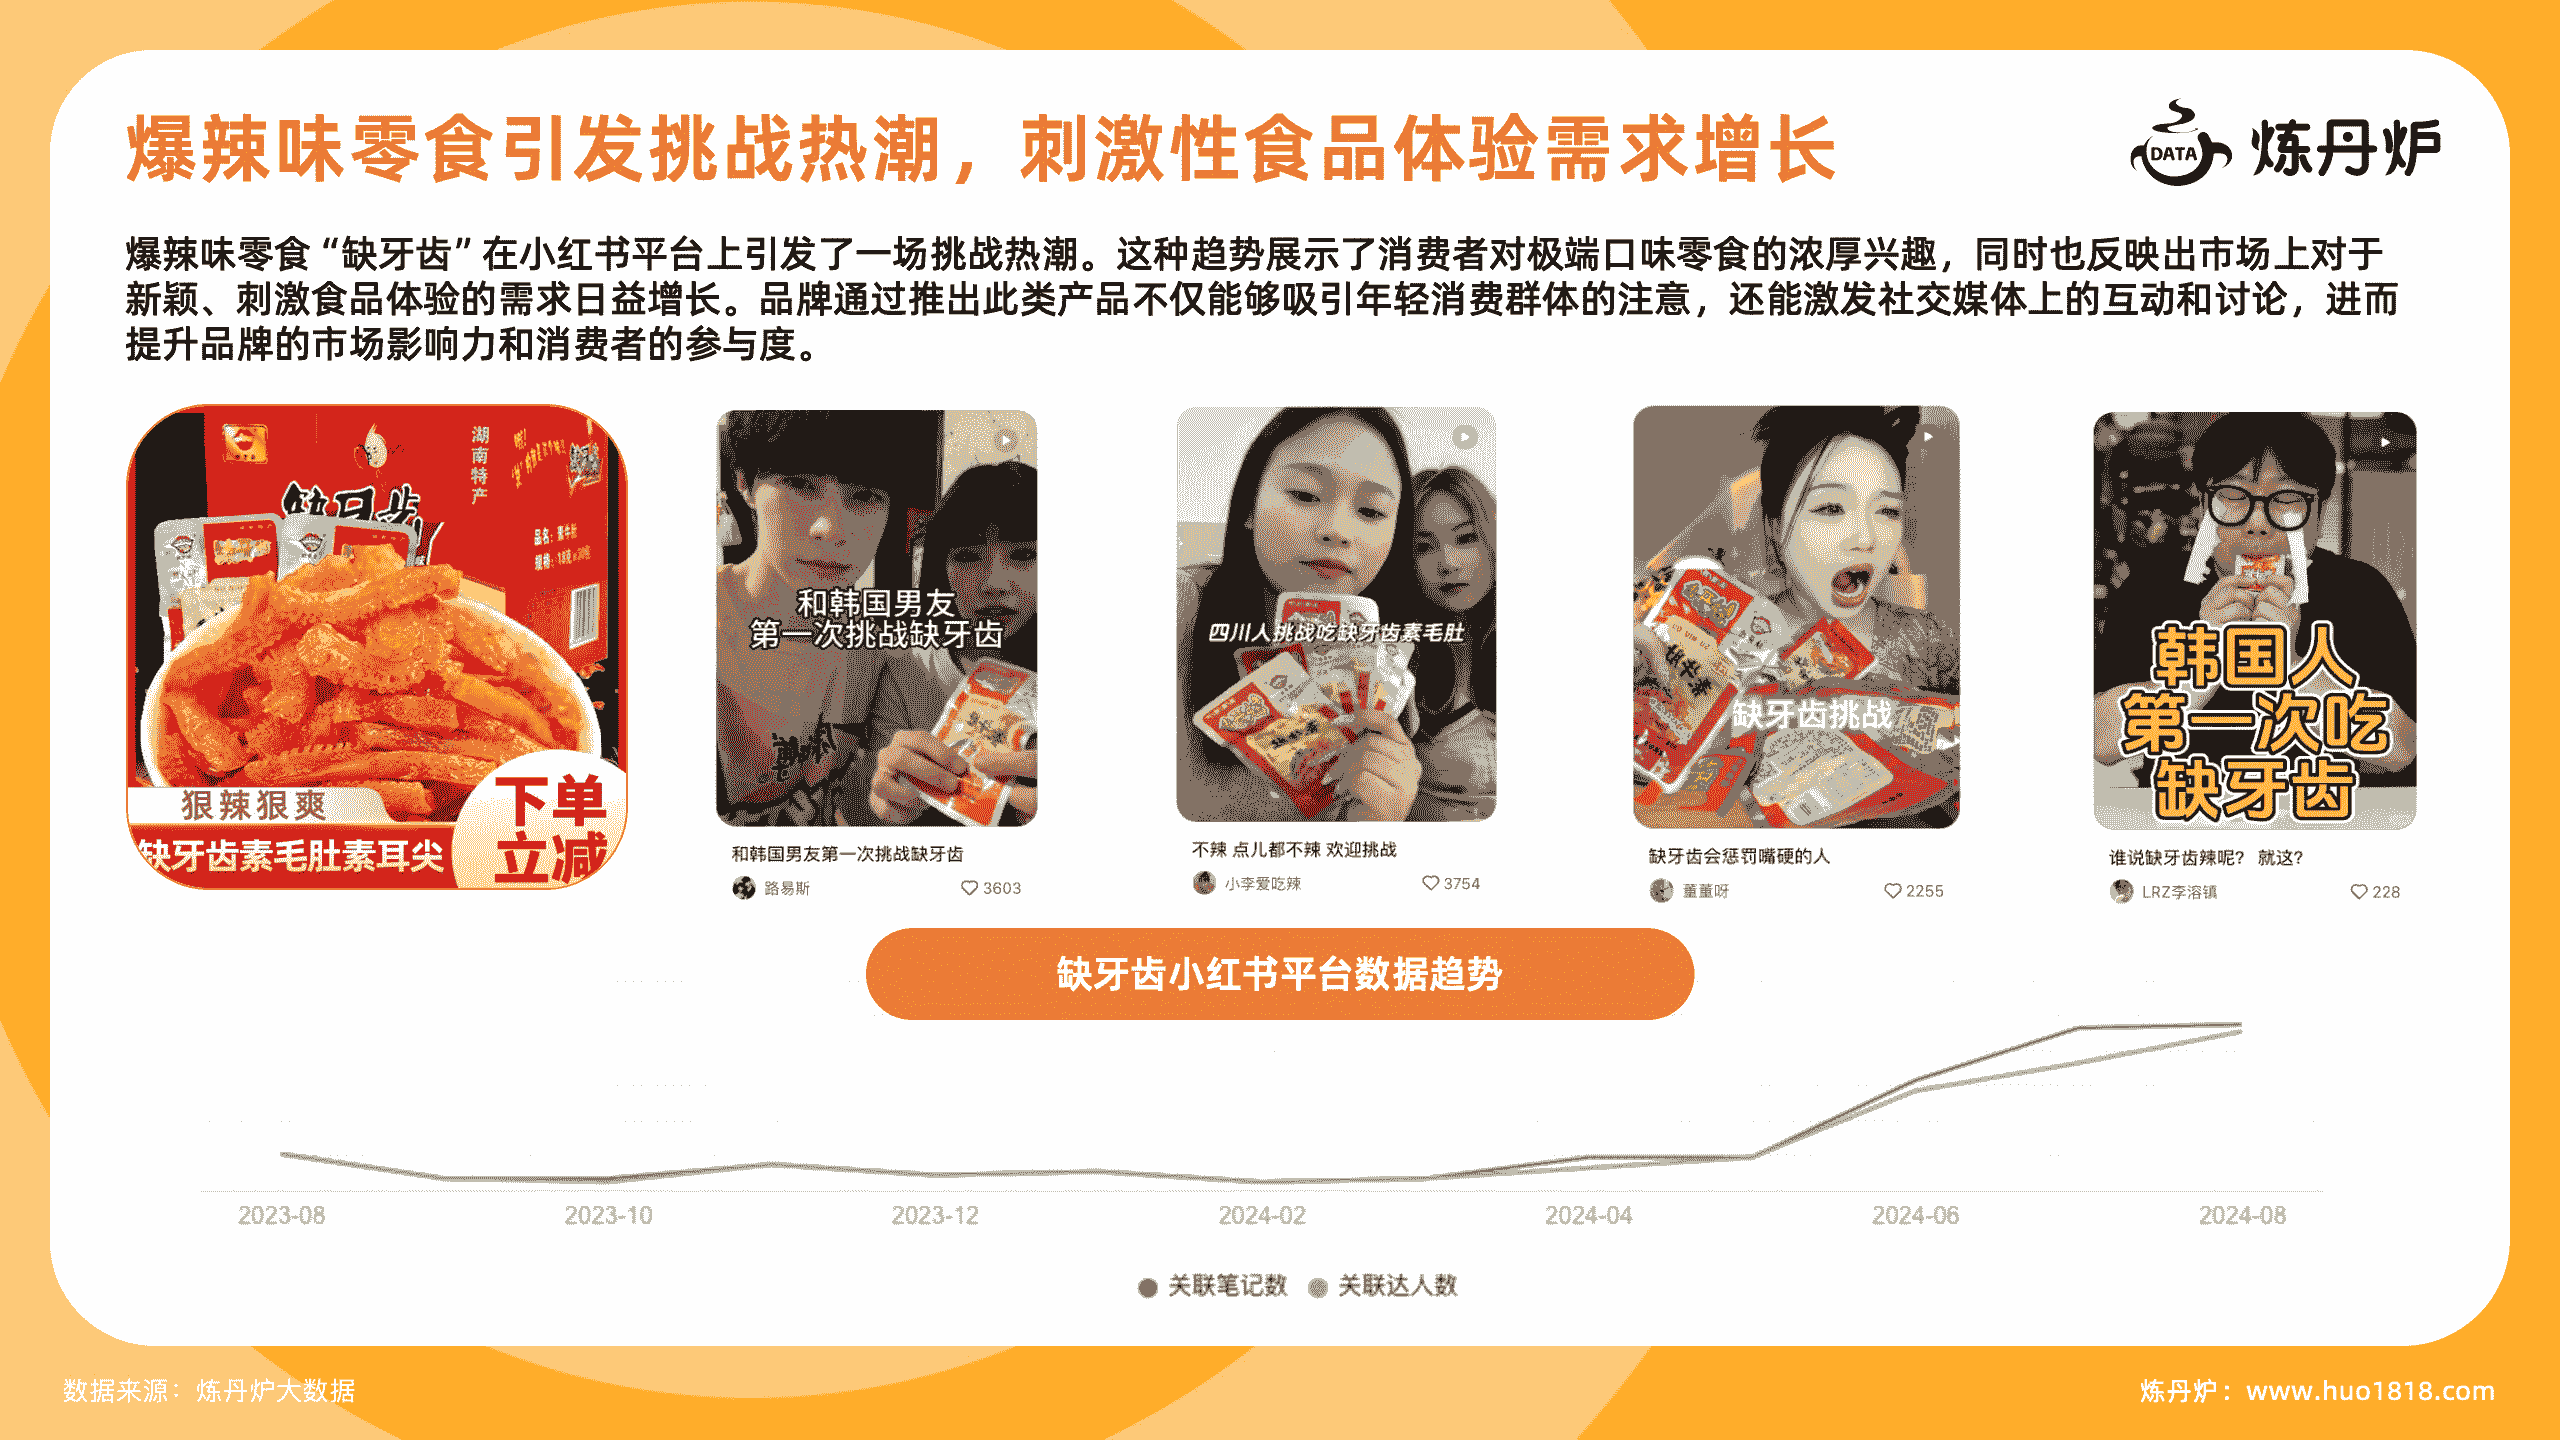 爆辣味零食引发挑战热潮，刺激性食品体验需求增长
DATA 炼丹炉
爆辣味零食“缺牙齿”在小红书平台上引发了一场挑战热潮。这种趋势展示了消费者对极端口味零食的浓厚兴趣，同时也反映出市场上对于
新颖、刺激食品体验的需求日益增长。品牌通过推出此类产品不仅能够吸引年轻消费群体的注意，还能激发社交媒体上的互动和讨论，进而
提升品牌的市场影响力和消费者的参与度。
湖南特产
缺牙齿
狠辣狠爽
缺牙齿素毛肚素耳尖
下单
立减
和韩国男友
第一次挑战缺牙齿
和韩国男友第一次挑战缺牙齿
路易斯 3603
四川人挑战吃缺牙齿素毛肚
不辣 点儿都不辣 欢迎挑战
小李爱吃辣 3754
缺牙齿挑战
缺牙齿会惩罚嘴硬的人
董董呀 2255
韩国人
第一次吃
缺牙齿
谁说缺牙齿辣呢？ 就这？
LRZ李溶镇 228
缺牙齿小红书平台数据趋势
2023-08 2023-10 2023-12 2024-02 2024-04 2024-06 2024-08
关联笔记数 关联达人数
数据来源：炼丹炉大数据
炼丹炉：www.huo1818.com